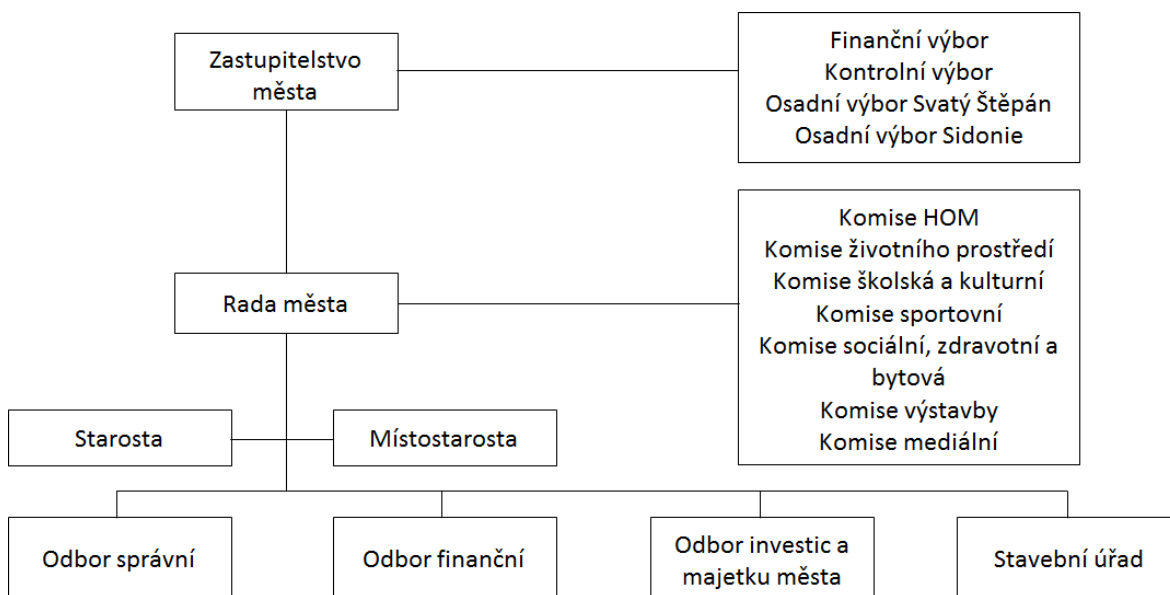 Zastupitelstvo
města
Finanční výbor
Kontrolní výbor
Osadní výbor Svatý Štěpán
Osadní výbor Sidonie
Rada města
Komise HOM
Komise životního prostředí
Komise školská a kulturní
Komise sportovní
Komise sociální, zdravotní a
bytová
Komise výstavby
Komise mediální
Starosta
Místostarosta
Odbor správní
Odbor finanční
Odbor investic a
majetku města
Stavební úřad